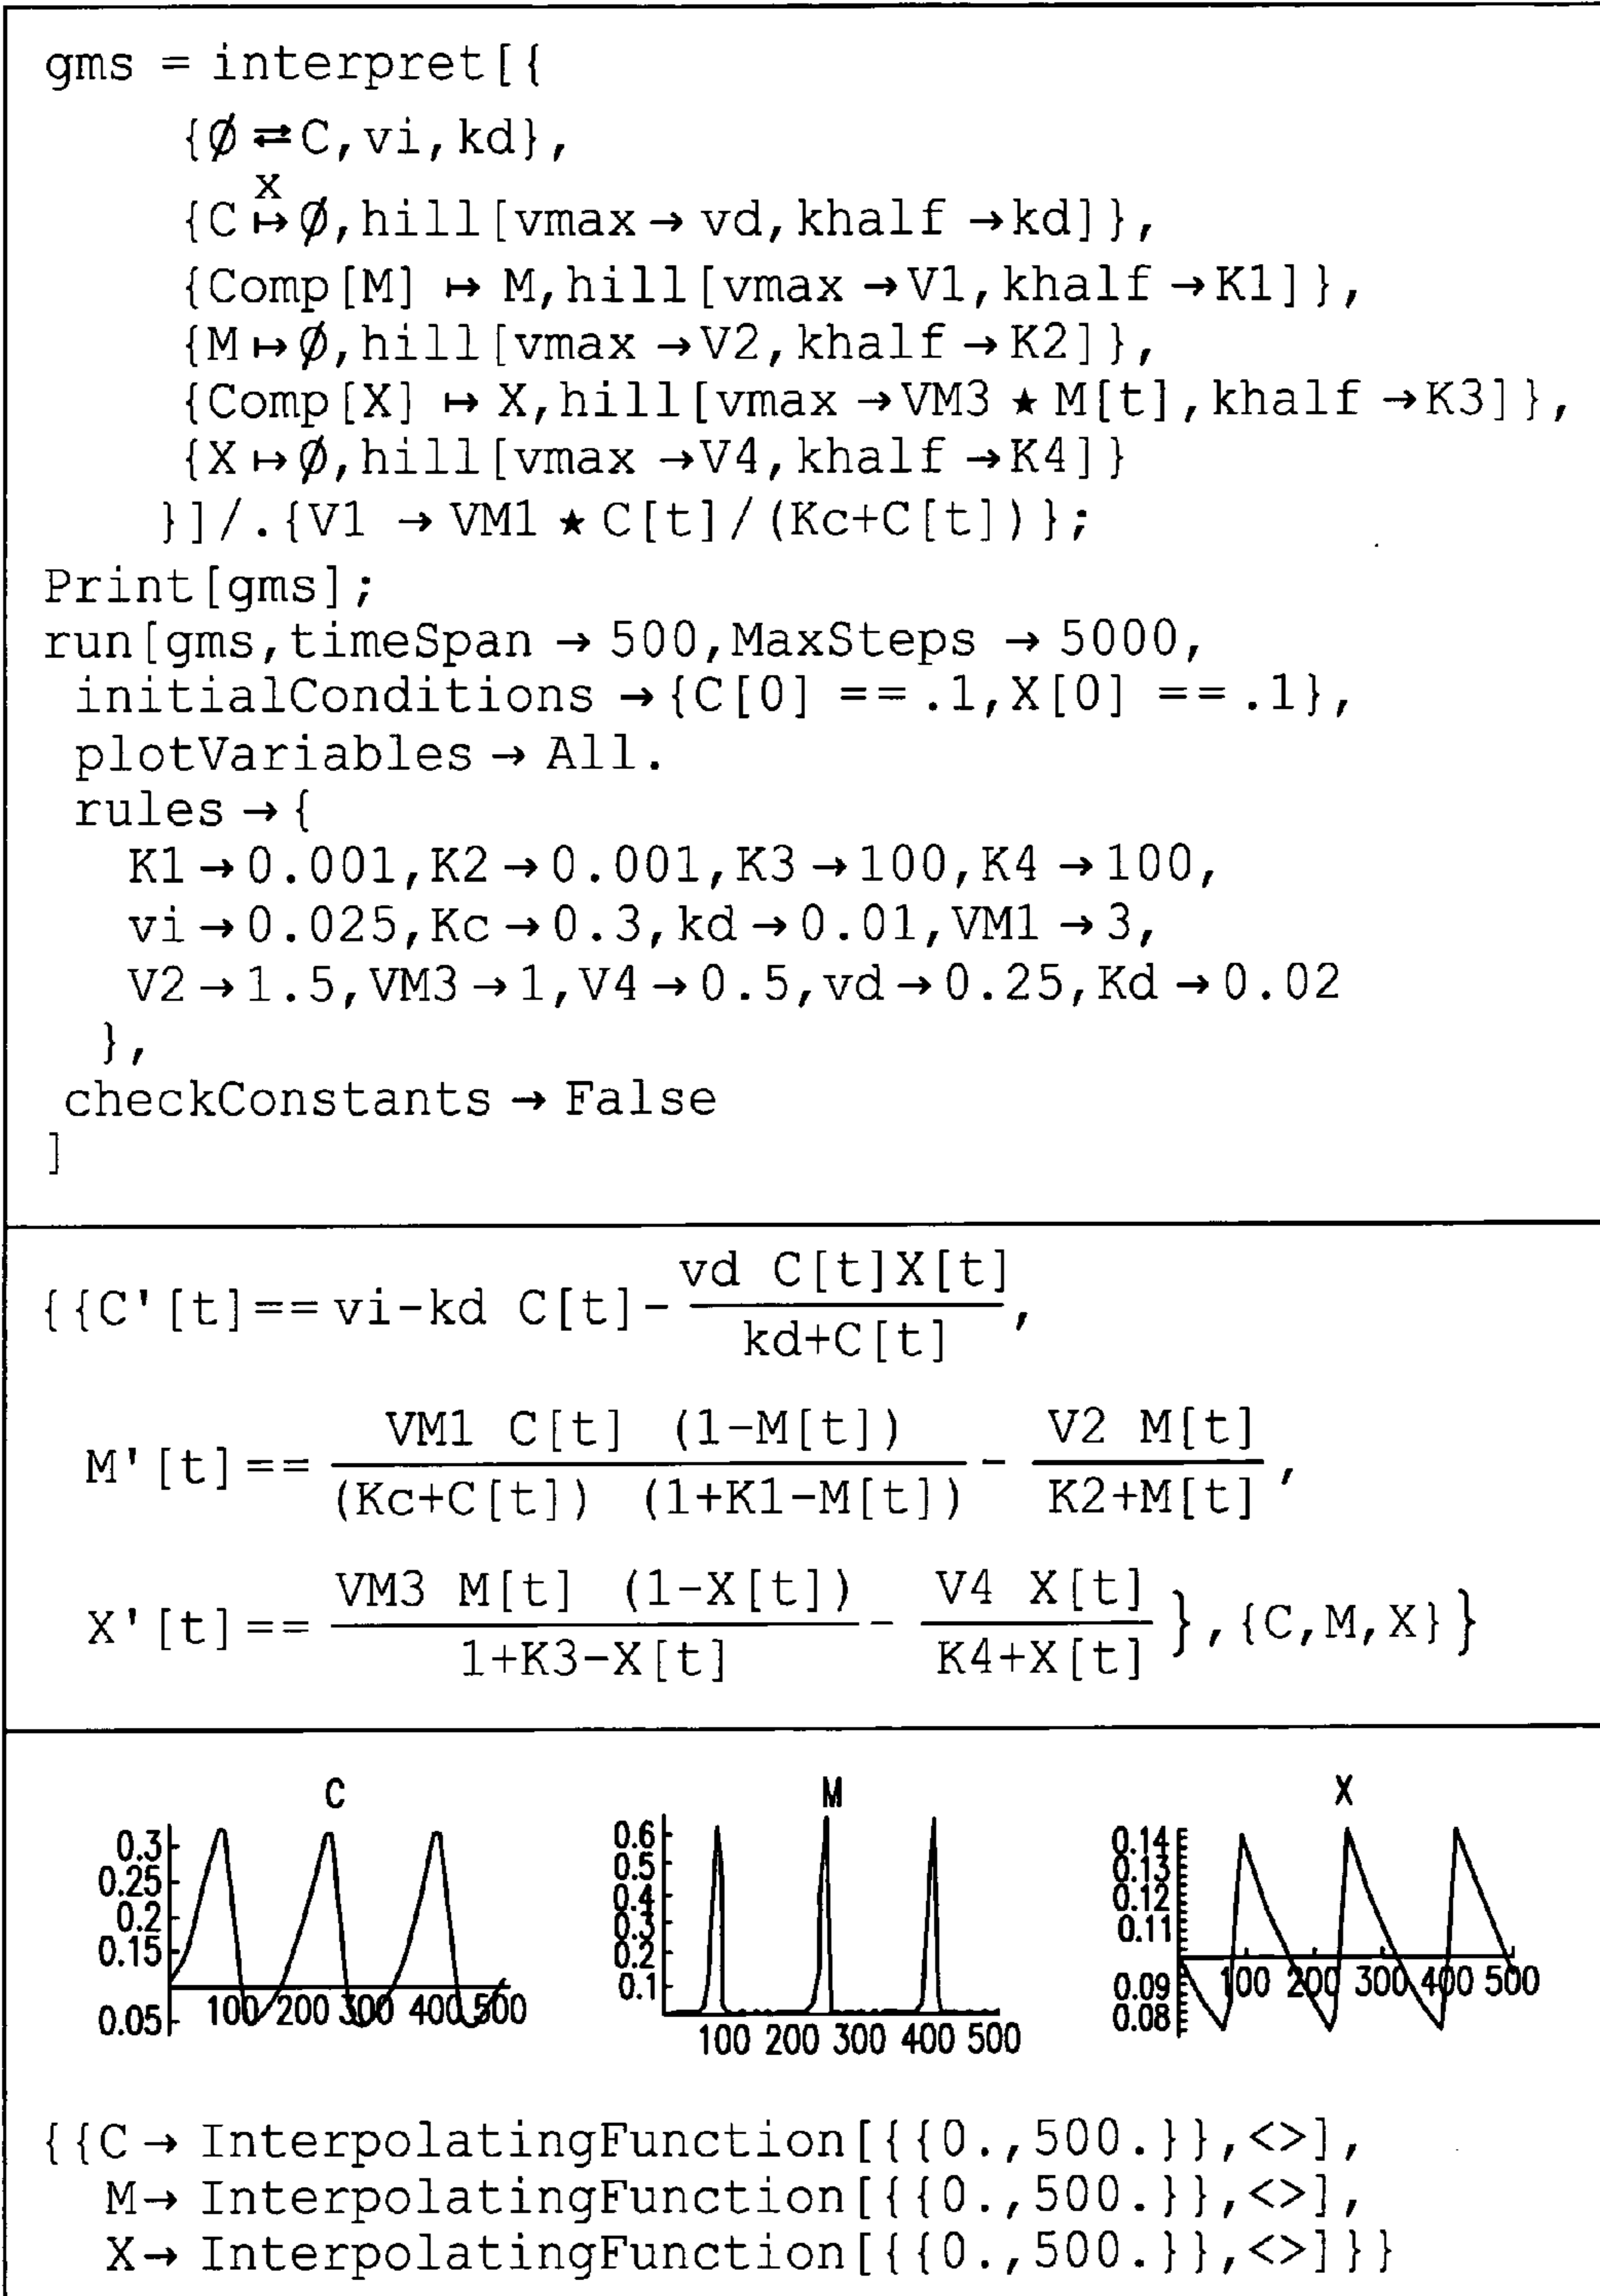 gms = interpret[{
{∅ ⇄ C,vi,kd},
X
{C ↦ ∅,hill[vmax → vd,khalf → kd]},
{Comp[M] ↦ M,hill[vmax → V1,khalf → K1]},
{M ↦ ∅,hill[vmax → V2,khalf → K2]},
{Comp[X] ↦ X,hill[vmax → VM3 ★ M[t],khalf → K3]},
{X ↦ ∅,hill[vmax → V4,khalf → K4]}
}]/.{V1 → VM1 ★ C[t]/(Kc+C[t])};
Print[gms];
run[gms,timeSpan → 500,MaxSteps → 5000,
initialConditions → {C[0] ==.1,X[0] ==.1},
plotVariables → All.
rules → {
K1 → 0.001,K2 → 0.001,K3 → 100,K4 → 100,
vi → 0.025,Kc → 0.3,kd → 0.01,VM1 → 3,
V2 → 1.5,VM3 → 1,V4 → 0.5,vd → 0.25,Kd → 0.02
},
checkConstants → False
]
vd C[t]X[t]
{{C'[t]== vi-kd C[t]- ,
kd+C[t]
VM1 C[t] (1-M[t]) V2 M[t]
M'[t]== - ,
(Kc+C[t]) (1+K1-M[t]) K2+M[t]
VM3 M[t] (1-X[t]) V4 X[t]
X'[t]== - },{C,M,X}}
1+K3-X[t] K4+X[t]
C
0.3
0.25
0.2
0.15
0.05
100 200 300 400 500
M
0.6
0.5
0.4
0.3
0.2
0.1
100 200 300 400 500
X
0.14
0.13
0.12
0.11
0.09
0.08
100 200 300 400 500
{{C → InterpolatingFunction[{{0.,500.}},<>],
M → InterpolatingFunction[{{0.,500.}},<>],
X → InterpolatingFunction[{{0.,500.}},<>]}}